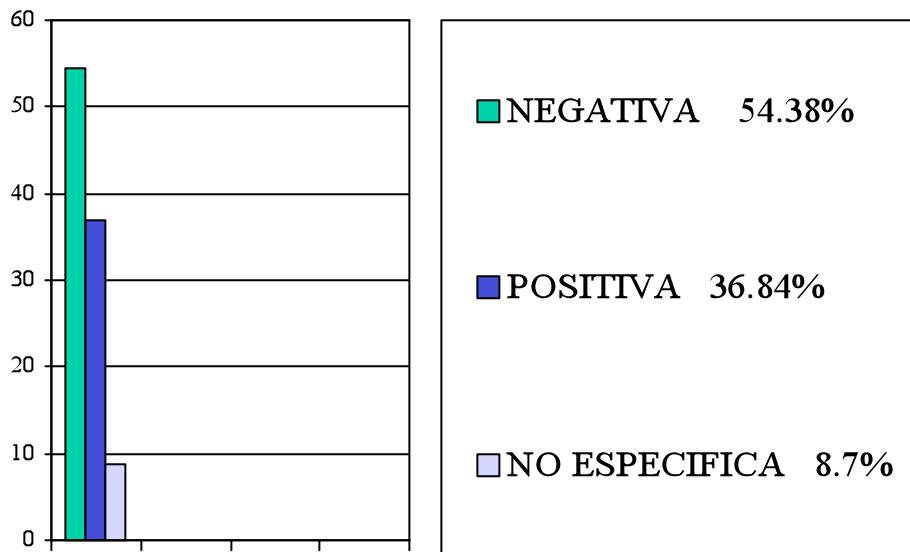 60
50
40
30
20
10
0
NEGATIVA 54.38%
POSITIVA 36.84%
NO ESPECIFICA 8.7%